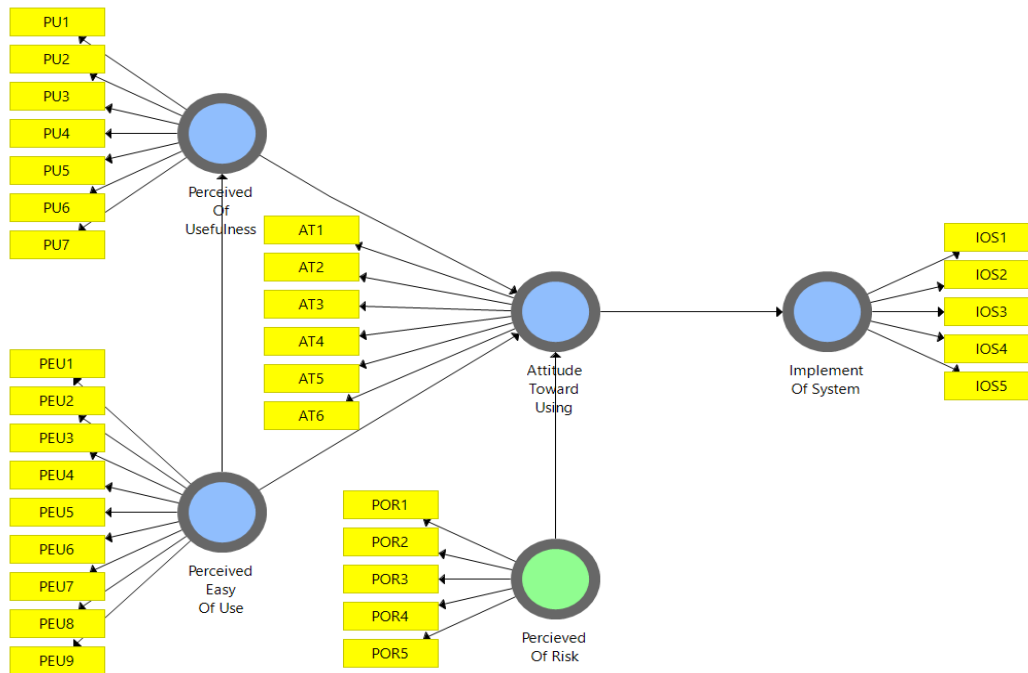 PU1
PU2
PU3
PU4
PU5
PU6
PU7
Perceived
Of
Usefulness
AT1
AT2
AT3
AT4
AT5
AT6
Attitude
Toward
Using
IOS1
IOS2
IOS3
IOS4
IOS5
Implement
Of System
PEU1
PEU2
PEU3
PEU4
PEU5
PEU6
PEU7
PEU8
PEU9
Perceived
Easy
Of Use
POR1
POR2
POR3
POR4
POR5
Percieved
Of Risk